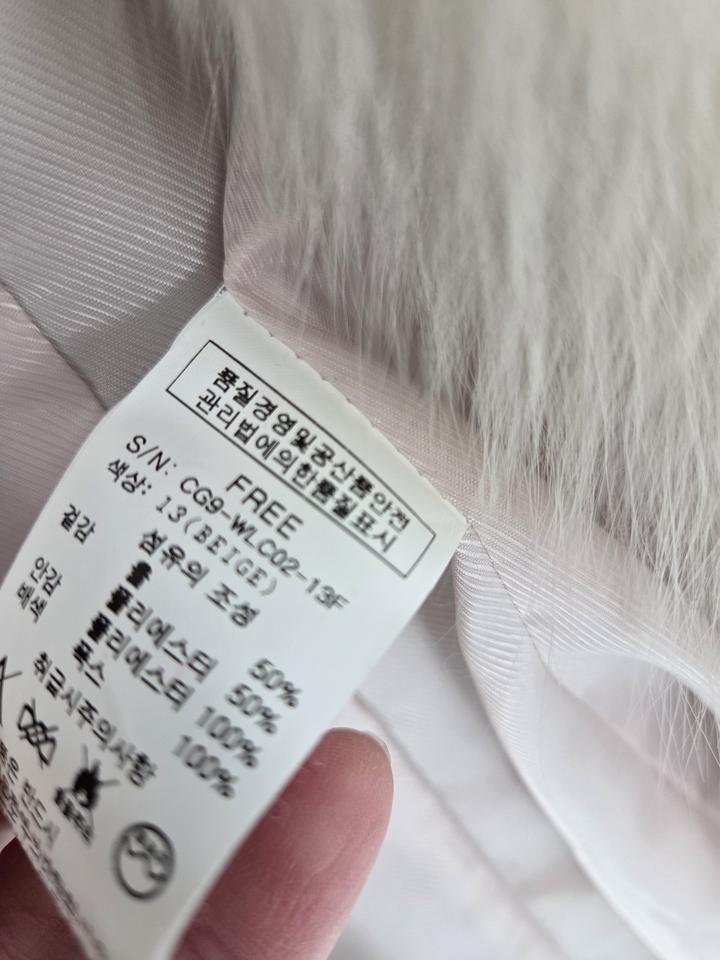 품질경영및공산품안전
관리법에의한품질표시
FREE
S/N: CG9-WLC02-13F
색상: 13(BEIGE)
섬유의 조성
겉감 울 50%
폴리에스터 50%
안감 폴리에스터 100%
배색 폭스 100%
취급시주의사항
반드시